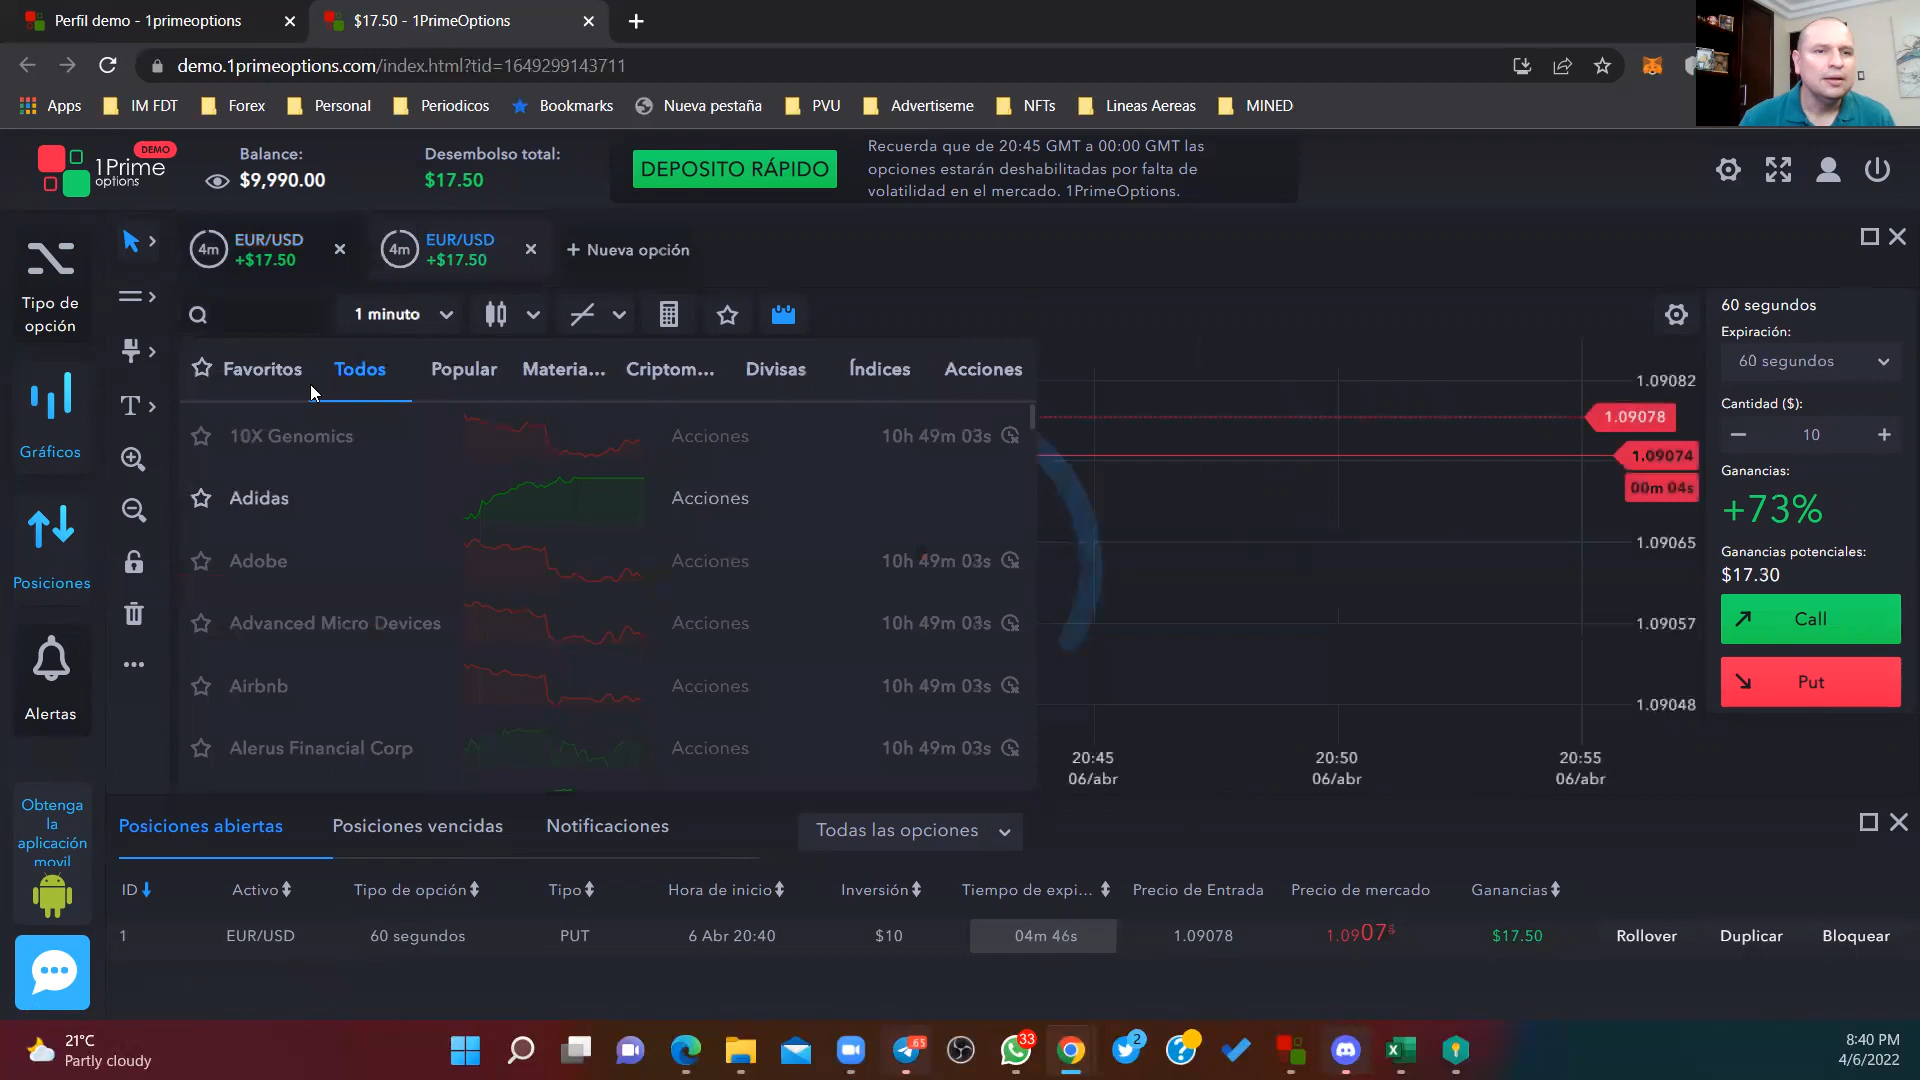 Perfil demo - 1primeoptions
$17.50 - 1PrimeOptions
demo.1primeoptions.com/index.html?tid=1649299143711
Apps
IM FDT
Forex
Personal
Periodicos
Bookmarks
Nueva pestaña
PVU
Advertiseme
NFTs
Lineas Aereas
MINED
DEMO
1Prime
options
Balance:
$9,990.00
Desembolso total:
$17.50
DEPOSITO RÁPIDO
Recuerda que de 20:45 GMT a 00:00 GMT las
opciones estarán deshabilitadas por falta de
volatilidad en el mercado. 1PrimeOptions.
4m
EUR/USD
+$17.50
4m
EUR/USD
+$17.50
+ Nueva opción
Tipo de
opción
Gráficos
Posiciones
Alertas
Obtenga
la
aplicación
movil
1 minuto
Favoritos
Todos
Popular
Materia...
Criptom...
Divisas
Índices
Acciones
10X Genomics
Acciones
10h 49m 03s
Adidas
Acciones
Adobe
Acciones
10h 49m 03s
Advanced Micro Devices
Acciones
10h 49m 03s
Airbnb
Acciones
10h 49m 03s
Alerus Financial Corp
Acciones
10h 49m 03s
1.09082
1.09078
1.09074
00m 04s
1.09065
1.09057
1.09048
20:45
06/abr
20:50
06/abr
20:55
06/abr
60 segundos
Expiración:
60 segundos
Cantidad ($):
10
Ganancias:
+73%
Ganancias potenciales:
$17.30
Call
Put
Posiciones abiertas
Posiciones vencidas
Notificaciones
Todas las opciones
ID
Activo
Tipo de opción
Tipo
Hora de inicio
Inversión
Tiempo de expi...
Precio de Entrada
Precio de mercado
Ganancias
1
EUR/USD
60 segundos
PUT
6 Abr 20:40
$10
04m 46s
1.09078
$17.50
Rollover
Duplicar
Bloquear
21°C
Partly cloudy
.65
33
2
8:40 PM
4/6/2022